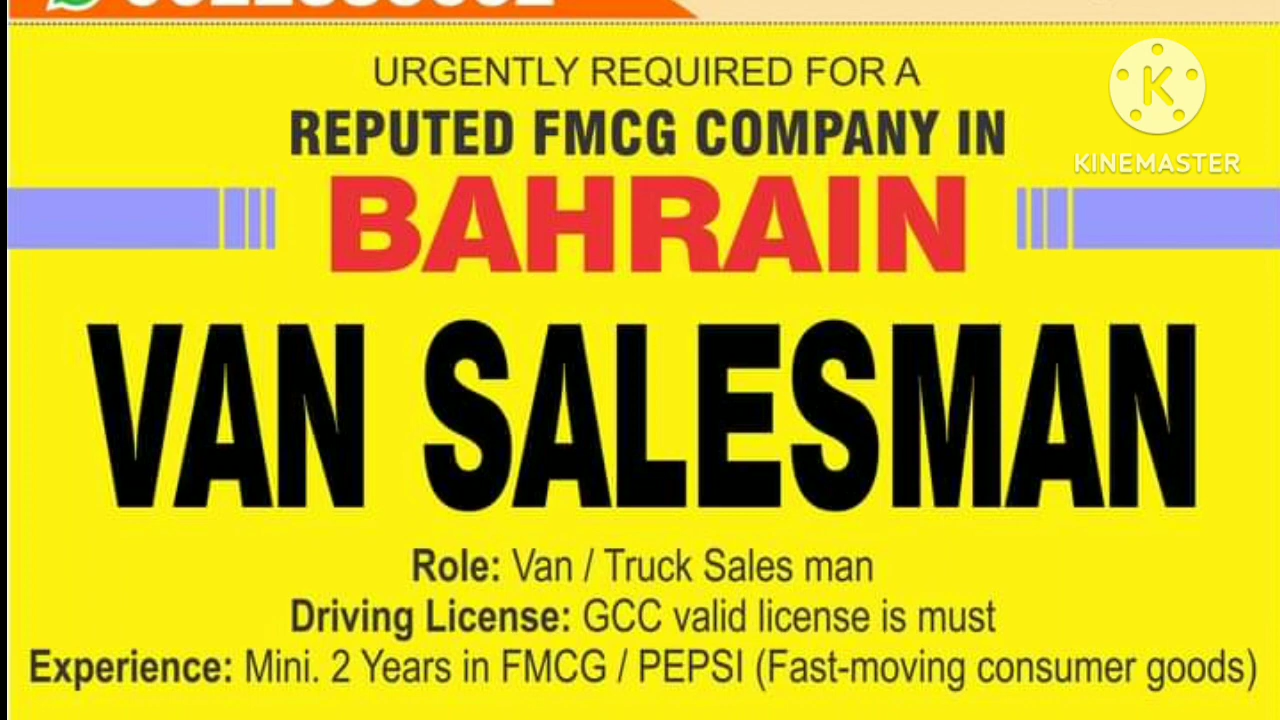 URGENTLY REQUIRED FOR A
REPUTED FMCG COMPANY IN
BAHRAIN
VAN SALESMAN
Role: Van / Truck Sales man
Driving License: GCC valid license is must
Experience: Mini. 2 Years in FMCG / PEPSI (Fast-moving consumer goods)
K
KINEMASTER